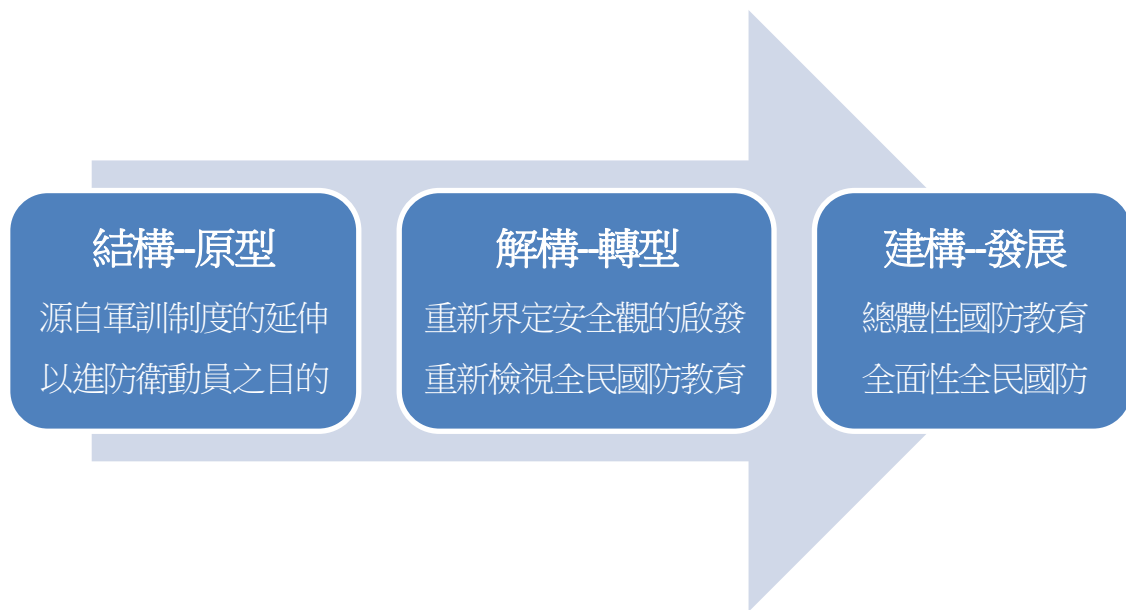 結構--原型
源自軍訓制度的延伸
以進防衛動員之目的
解構--轉型
重新界定安全觀的啟發
重新檢視全民國防教育
建構--發展
總體性國防教育
全面性全民國防